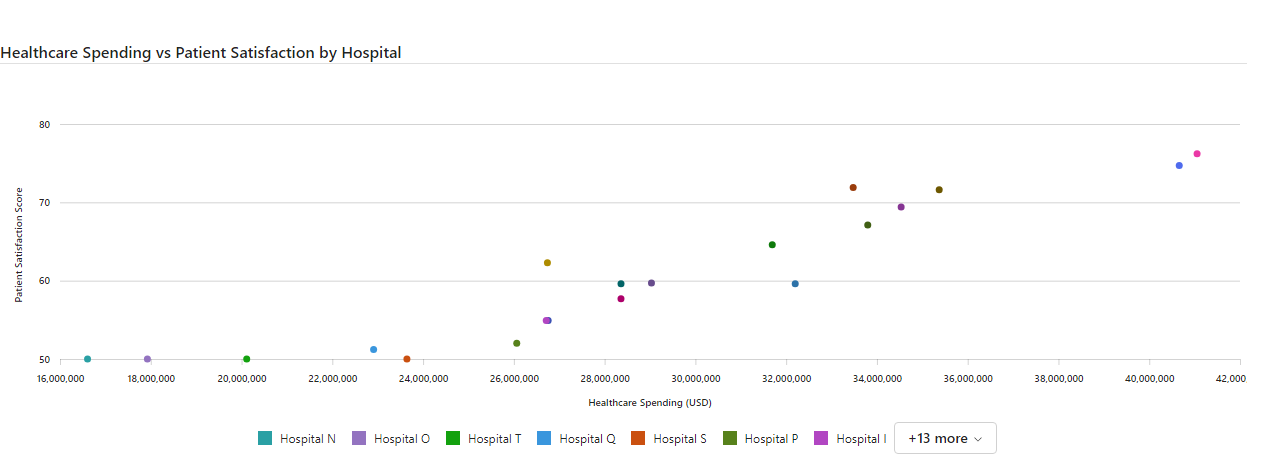 Healthcare Spending vs Patient Satisfaction by Hospital
80
70
60
50
Patient Satisfaction Score
16,000,000 18,000,000 20,000,000 22,000,000 24,000,000 26,000,000 28,000,000 30,000,000 32,000,000 34,000,000 36,000,000 38,000,000 40,000,000 42,000
Healthcare Spending (USD)
Hospital N Hospital O Hospital T Hospital Q Hospital S Hospital P Hospital +13 more